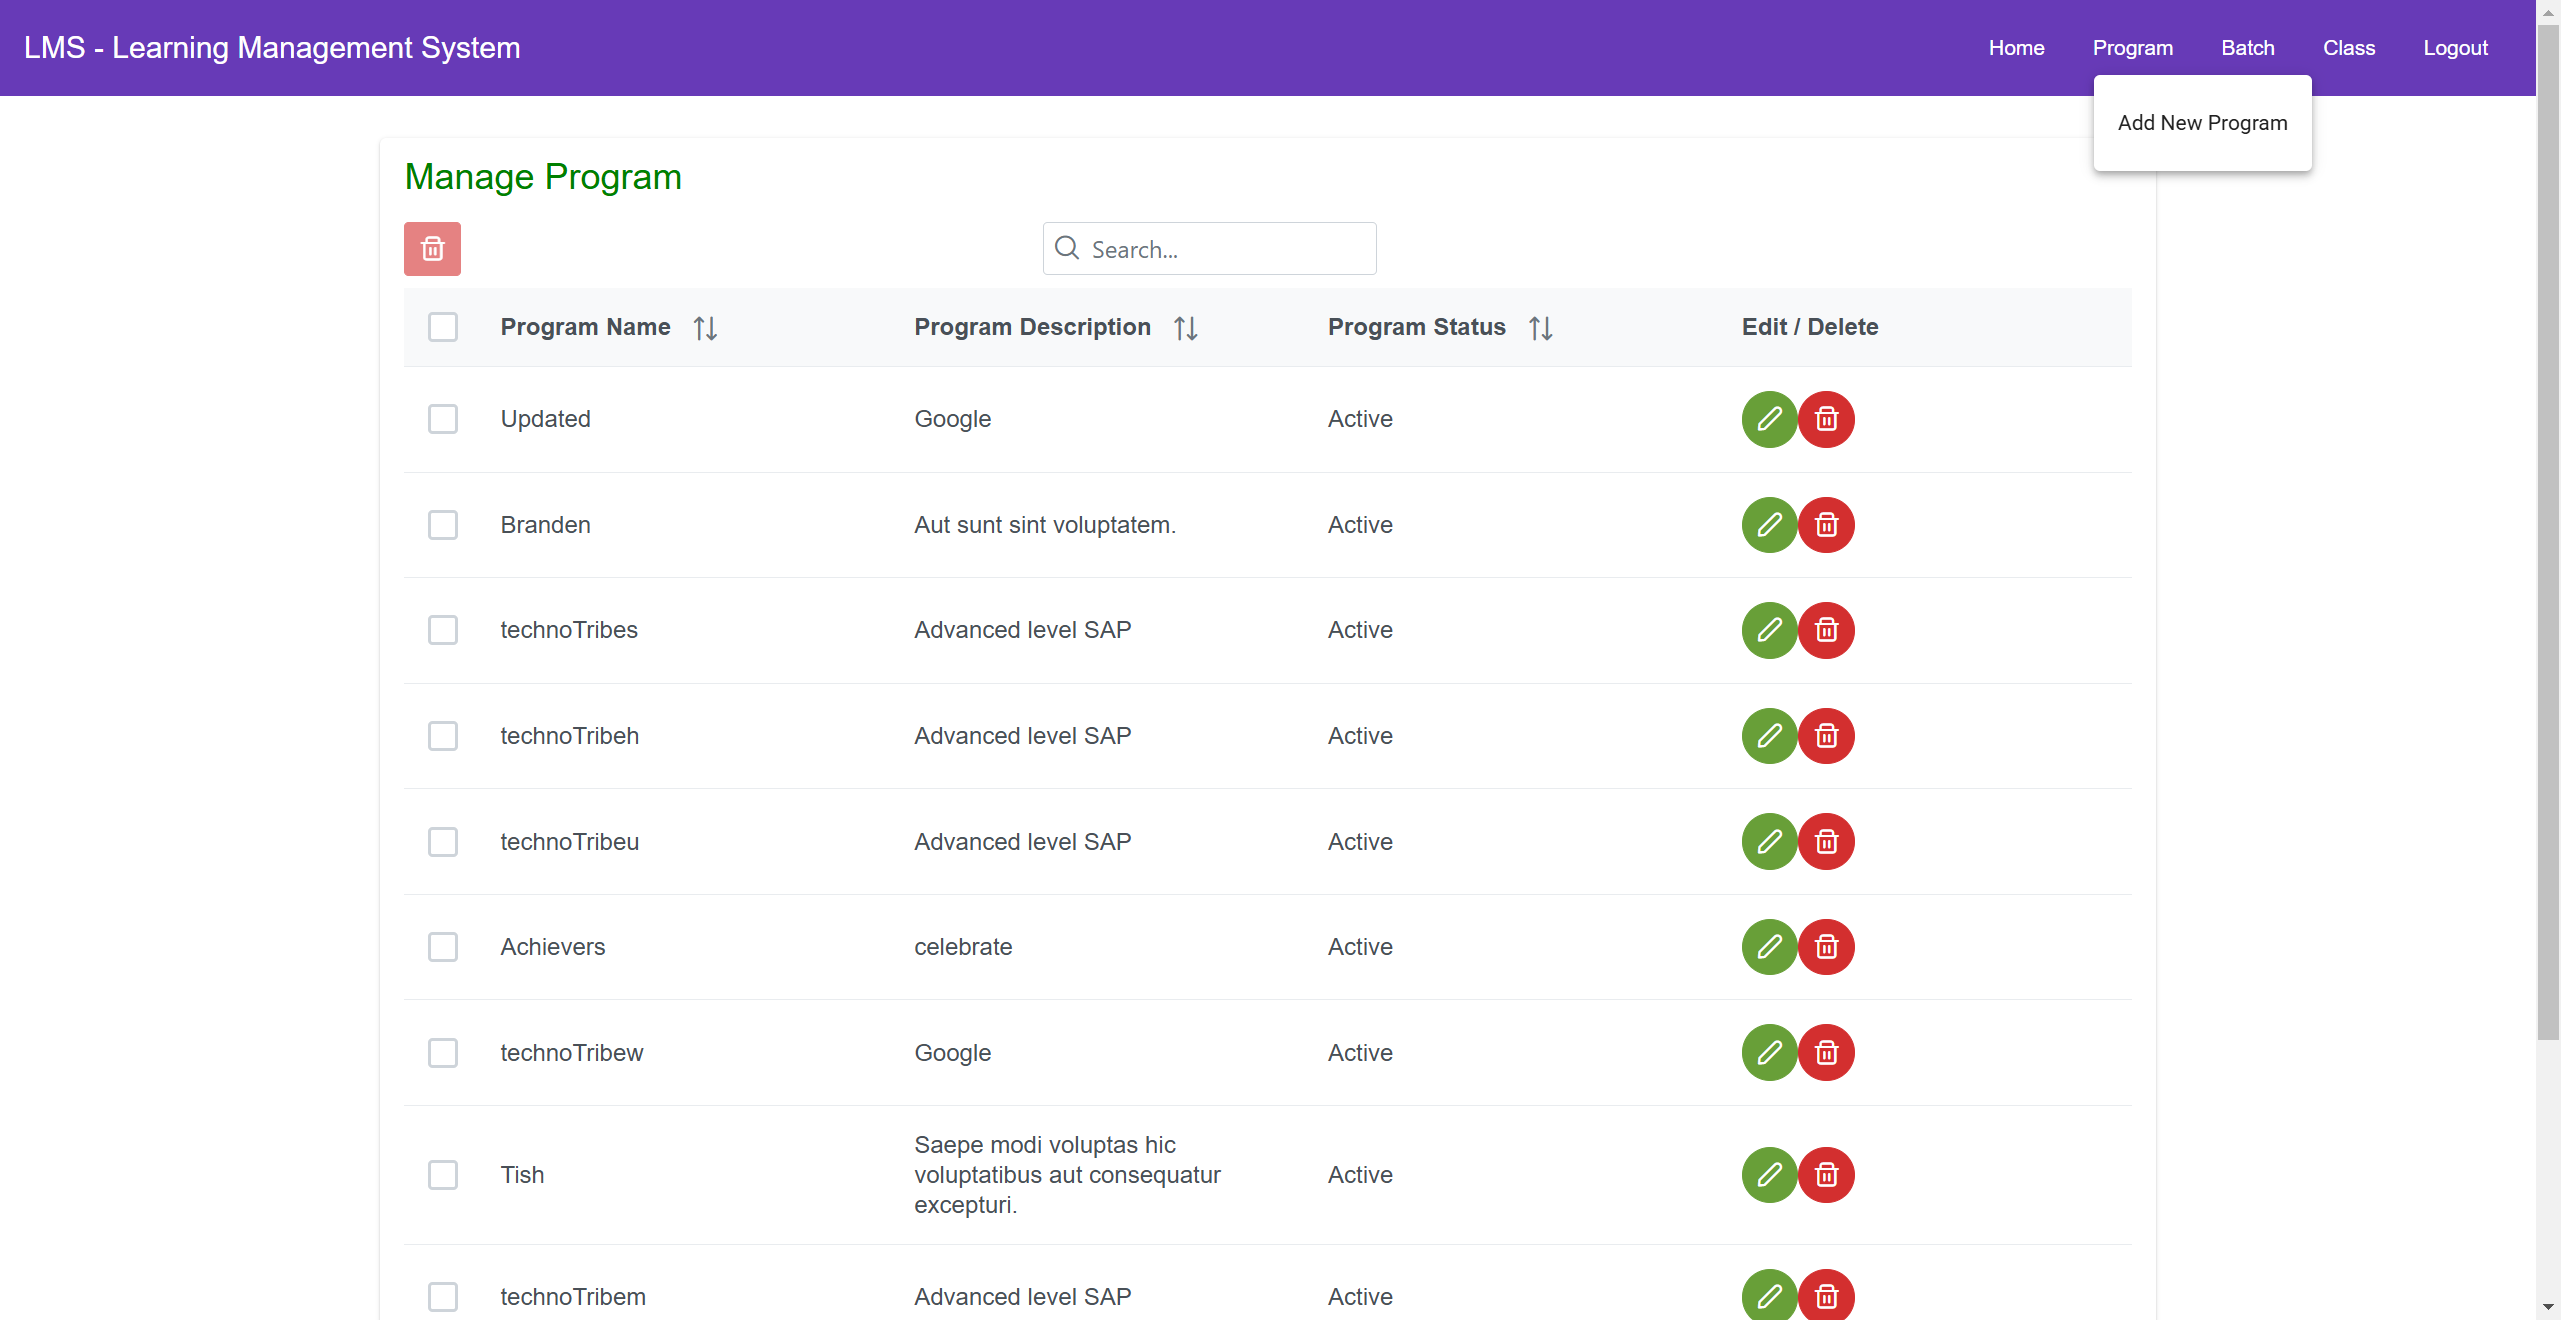 LMS - Learning Management System
Home Program Batch Class Logout
Add New Program
Manage Program
Search...
Program Name Program Description Program Status Edit / Delete
Updated Google Active
Branden Aut sunt sint voluptatem. Active
technoTribes Advanced level SAP Active
technoTribeh Advanced level SAP Active
technoTribeu Advanced level SAP Active
Achievers celebrate Active
technoTribew Google Active
Saepe modi voluptas hic
Tish voluptatibus aut consequatur Active
excepturi.
technoTribem Advanced level SAP Active